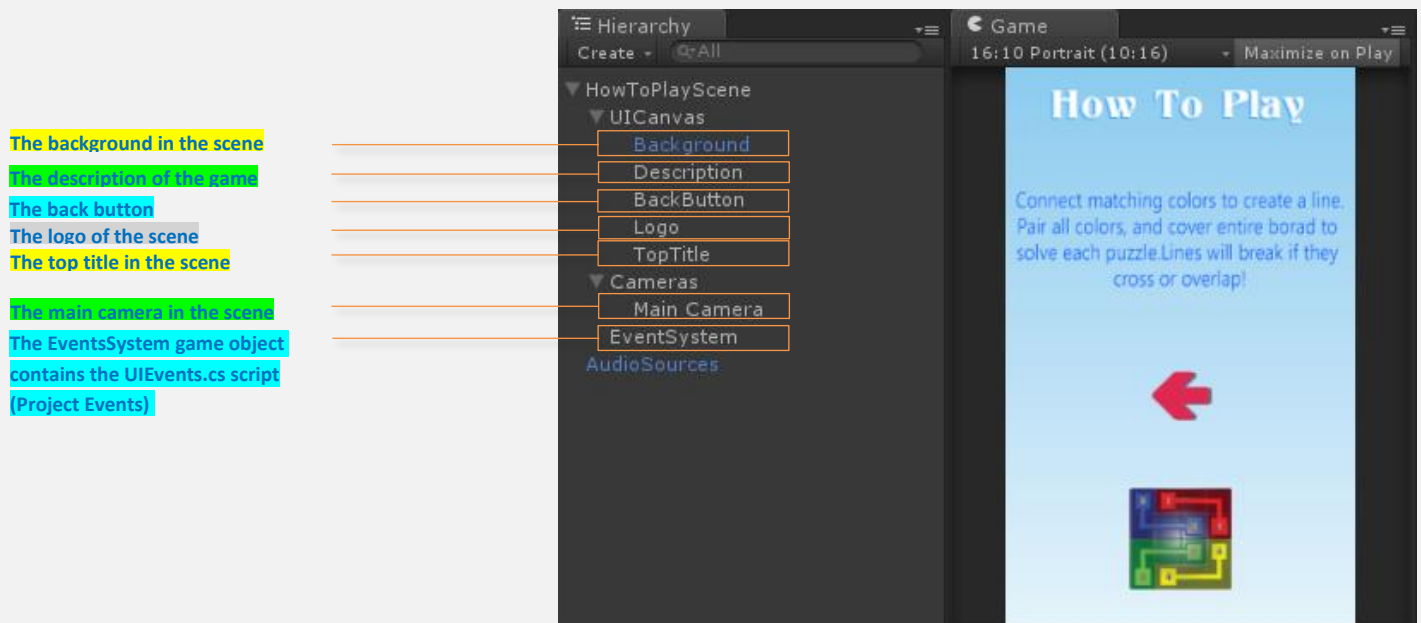 The background in the scene
The description of the game
The back button
The logo of the scene
The top title in the scene
The main camera in the scene
The EventsSystem game object
contains the UIEvents.cs script
(Project Events)
Hierarchy
Create
All
HowToPlayScene
UICanvas
Background
Description
BackButton
Logo
TopTitle
Cameras
Main Camera
EventSystem
AudioSources
Game
16:10 Portrait (10:16)
Maximize on Play
How To Play
Connect matching colors to create a line.
Pair all colors, and cover entire borad to
solve each puzzle.Lines will break if they
cross or overlap!